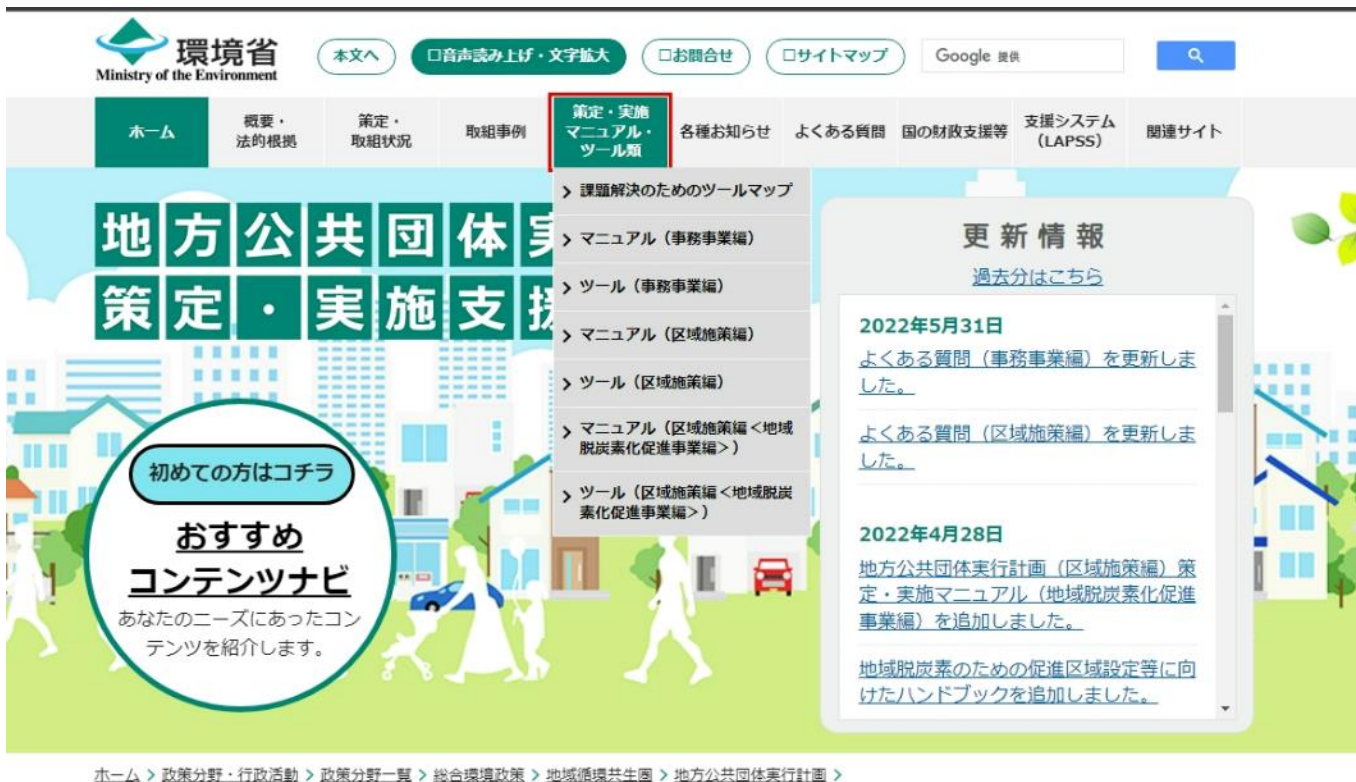 環境省
Ministry of the Environment
本文へ
□音声読み上げ・文字拡大
□お問合せ
□サイトマップ
Google 提供
ホーム
概要・
法的根拠
策定・
取組状況
取組事例
策定・実施
マニュアル・
ツール類
各種お知らせ
よくある質問
国の財政支援等
支援システム
(LAPSS)
関連サイト
> 課題解決のためのツールマップ
> マニュアル（事務事業編）
> ツール（事務事業編）
> マニュアル（区域施策編）
> ツール（区域施策編）
> マニュアル（区域施策編＜地域
脱炭素化促進事業編＞）
> ツール（区域施策編＜地域脱炭
素化促進事業編＞）
地方公共団体実
策定・実施支援
初めての方はコチラ
おすすめ
コンテンツナビ
あなたのニーズにあったコン
テンツを紹介します。
更新情報
過去分はこちら
2022年5月31日
よくある質問（事務事業編）を更新しま
した。
よくある質問（区域施策編）を更新しま
した。
2022年4月28日
地方公共団体実行計画（区域施策編）策
定・実施マニュアル（地域脱炭素化促進
事業編）を追加しました。
地域脱炭素のための促進区域設定等に向
けたハンドブックを追加しました。
ホーム > 政策分野・行政活動 > 政策分野一覧 > 総合環境政策 > 地域循環共生圏 > 地方公共団体実行計画 >